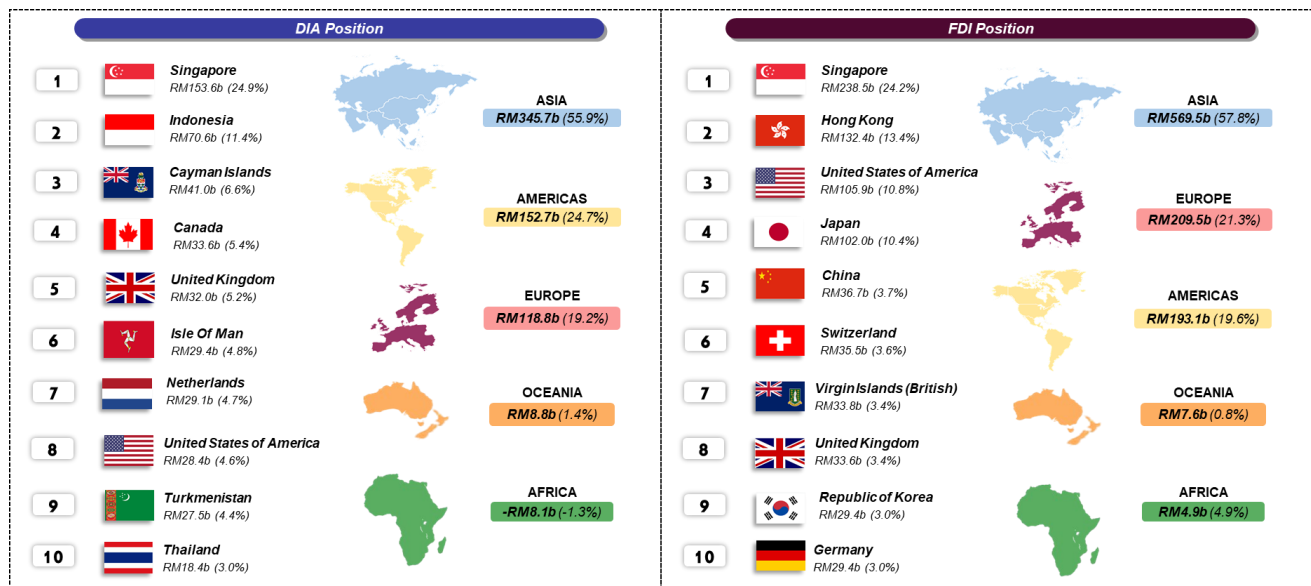 DIA Position
1
Singapore
RM153.6b (24.9%)
2
Indonesia
RM70.6b (11.4%)
3
Cayman Islands
RM41.0b (6.6%)
4
Canada
RM33.6b (5.4%)
5
United Kingdom
RM32.0b (5.2%)
6
Isle Of Man
RM29.4b (4.8%)
7
Netherlands
RM29.1b (4.7%)
8
United States of America
RM28.4b (4.6%)
9
Turkmenistan
RM27.5b (4.4%)
10
Thailand
RM18.4b (3.0%)
ASIA
RM345.7b (55.9%)
AMERICAS
RM152.7b (24.7%)
EUROPE
RM118.8b (19.2%)
OCEANIA
RM8.8b (1.4%)
AFRICA
-RM8.1b (-1.3%)
FDI Position
1
Singapore
RM238.5b (24.2%)
2
Hong Kong
RM132.4b (13.4%)
3
United States of America
RM105.9b (10.8%)
4
Japan
RM102.0b (10.4%)
5
China
RM36.7b (3.7%)
6
Switzerland
RM35.5b (3.6%)
7
Virgin Islands (British)
RM33.8b (3.4%)
8
United Kingdom
RM33.6b (3.4%)
9
Republic of Korea
RM29.4b (3.0%)
10
Germany
RM29.4b (3.0%)
ASIA
RM569.5b (57.8%)
EUROPE
RM209.5b (21.3%)
AMERICAS
RM193.1b (19.6%)
OCEANIA
RM7.6b (0.8%)
AFRICA
RM4.9b (4.9%)